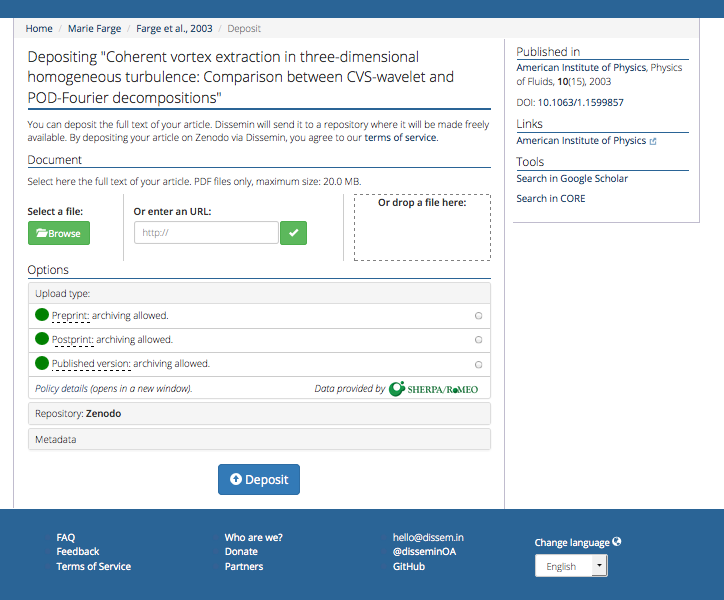 Home / Marie Farge / Farge et al., 2003 / Deposit
Depositing "Coherent vortex extraction in three-dimensional
homogeneous turbulence: Comparison between CVS-wavelet and
POD-Fourier decompositions"
You can deposit the full text of your article. Dissemin will send it to a repository where it will be made freely
available. By depositing your article on Zenodo via Dissemin, you agree to our terms of service.
Document
Select here the full text of your article. PDF files only, maximum size: 20.0 MB.
Select a file:
Browse
Or enter an URL:
http://
Or drop a file here:
Options
Upload type:
Preprint: archiving allowed.
Postprint: archiving allowed.
Published version: archiving allowed.
Policy details (opens in a new window).
Data provided by SHERPA/RoMEO
Repository: Zenodo
Metadata
Deposit
Published in
American Institute of Physics, Physics
of Fluids, 10(15), 2003
DOI: 10.1063/1.1599857
Links
American Institute of Physics
Tools
Search in Google Scholar
Search in CORE
FAQ
Feedback
Terms of Service
Who are we?
Donate
Partners
hello@dissem.in
@disseminOA
GitHub
Change language
English